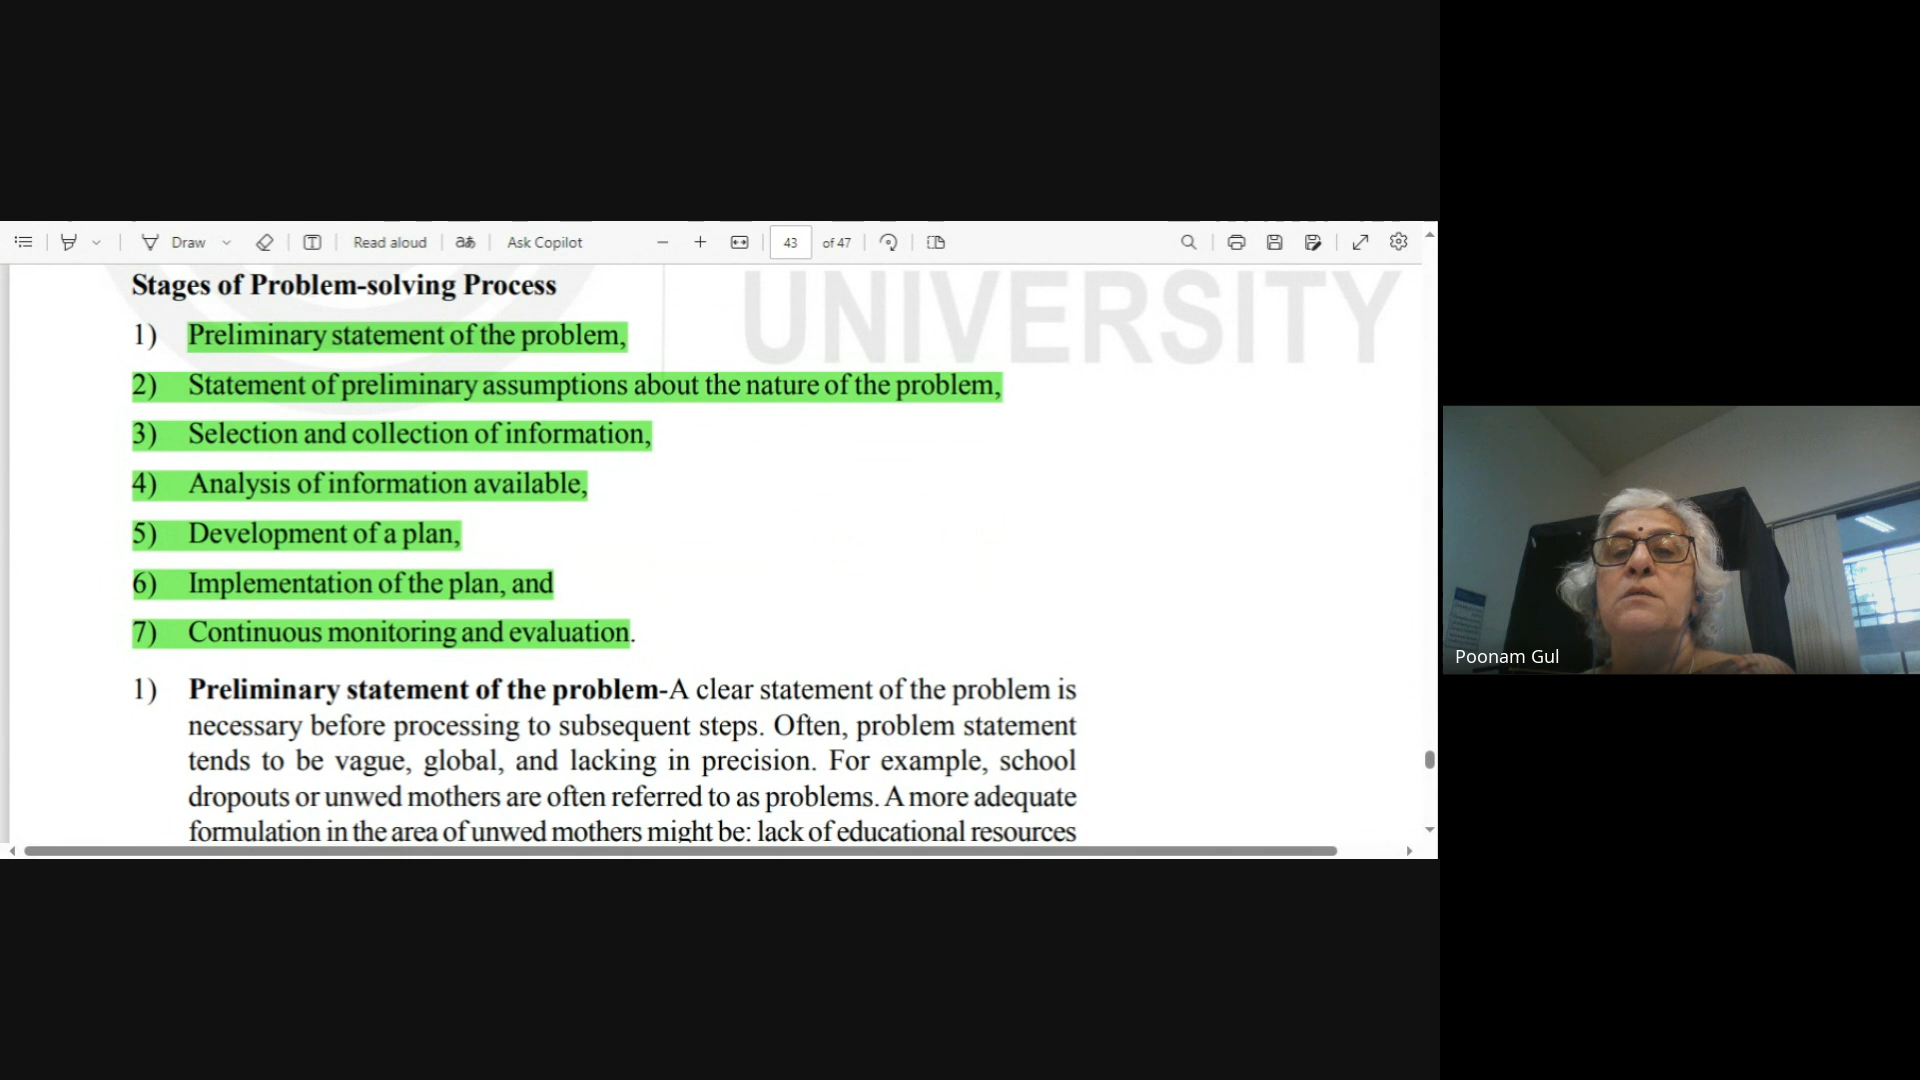 Draw
Read aloud
Ask Copilot
43 of 47
UNIVERSITY
Stages of Problem-solving Process
1) Preliminary statement of the problem,
2) Statement of preliminary assumptions about the nature of the problem,
3) Selection and collection of information,
4) Analysis of information available,
5) Development of a plan,
6) Implementation of the plan, and
7) Continuous monitoring and evaluation.
1) Preliminary statement of the problem-A clear statement of the problem is
necessary before processing to subsequent steps. Often, problem statement
tends to be vague, global, and lacking in precision. For example, school
dropouts or unwed mothers are often referred to as problems. A more adequate
formulation in the area of unwed mothers might be: lack of educational resources
Poonam Gul